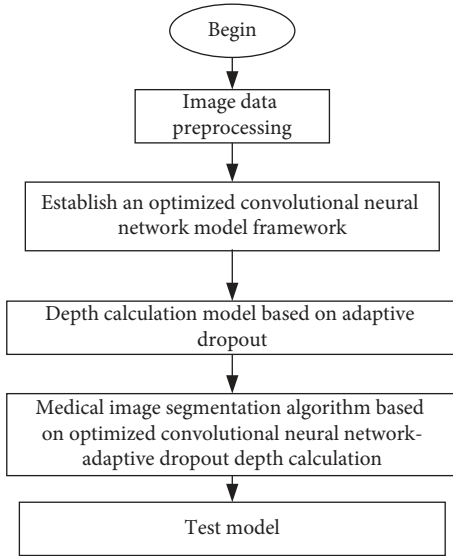 Begin
Image data
preprocessing
Establish an optimized convolutional neural
network model framework
Depth calculation model based on adaptive
dropout
Medical image segmentation algorithm based
on optimized convolutional neural network-
adaptive dropout depth calculation
Test model